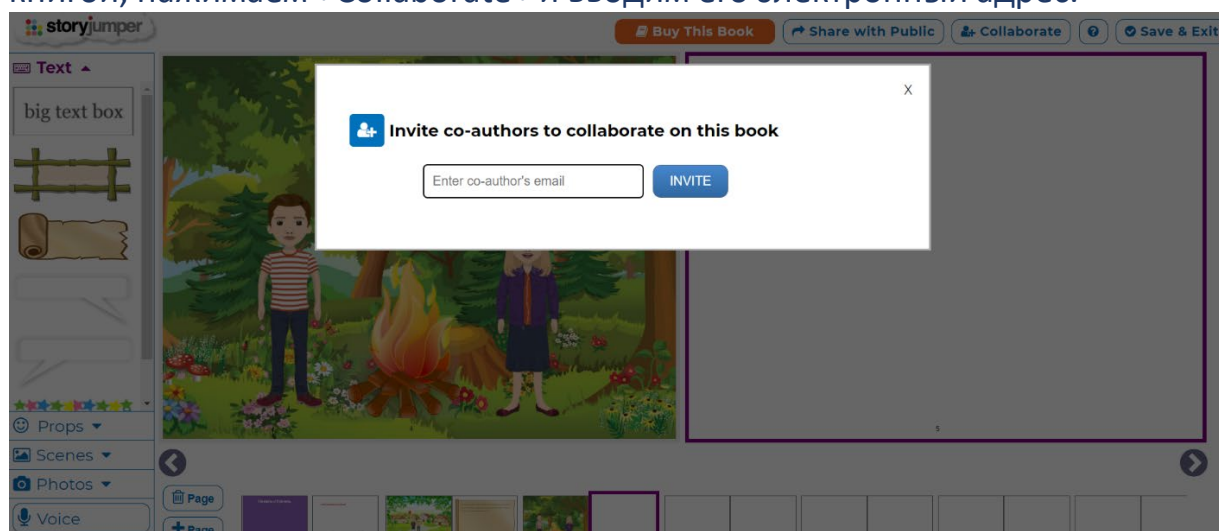 книгой, нажимаем «Collaborate» и вводим его электронный адрес.
storyjumper
Buy This Book
Share with Public
Collaborate
?
Save & Exit
Text
big text box
X
Invite co-authors to collaborate on this book
Enter co-author's email
INVITE
5
Props
Scenes
Photos
Voice
Page
+ Page